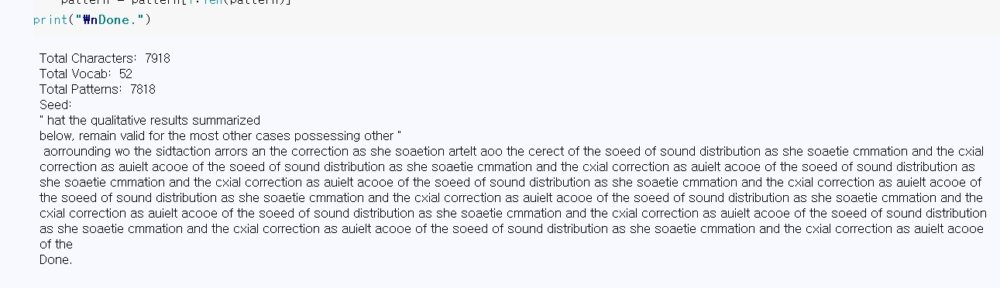 pattern = pattern[1:len(pattern)]
print("₩nDone.")
Total Characters:  7918
Total Vocab:  52
Total Patterns:  7818
Seed:
" hat the qualitative results summarized
below, remain valid for the most other cases possessing other "
aorrounding wo the sidtaction arrors an the correction as she soaetion artelt aoo the cerect of the soeed of sound distribution as she soaetie cmmation and the cxial
correction as auielt acooe of the soeed of sound distribution as she soaetie cmmation and the cxial correction as auielt acooe of the soeed of sound distribution as
she soaetie cmmation and the cxial correction as auielt acooe of the soeed of sound distribution as she soaetie cmmation and the cxial correction as auielt acooe of
the soeed of sound distribution as she soaetie cmmation and the cxial correction as auielt acooe of the soeed of sound distribution as she soaetie cmmation and the
cxial correction as auielt acooe of the soeed of sound distribution as she soaetie cmmation and the cxial correction as auielt acooe of the soeed of sound distribution
as she soaetie cmmation and the cxial correction as auielt acooe of the soeed of sound distribution as she soaetie cmmation and the cxial correction as auielt acooe
of the
Done.